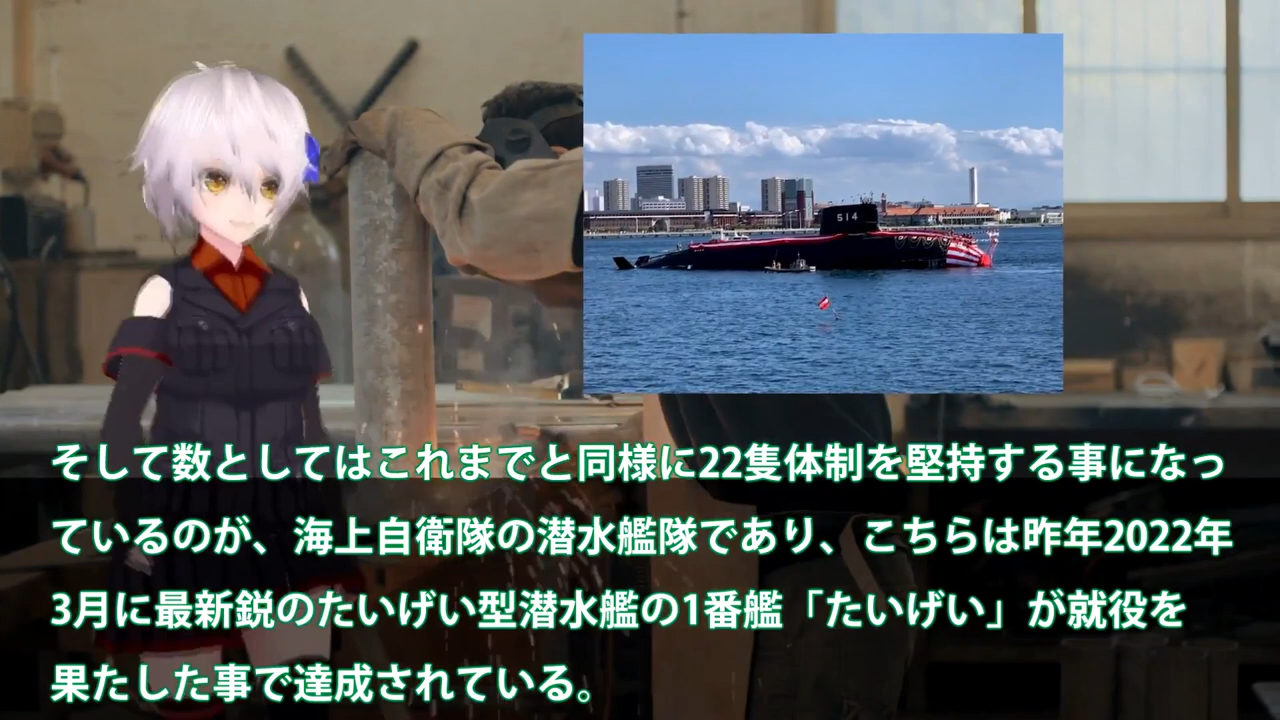 514
そして数としてはこれまでと同様に22隻体制を堅持する事になっ
ているのが、海上自衛隊の潜水艦隊であり、こちらは昨年2022年
3月に最新鋭のたいげい型潜水艦の1番艦「たいげい」が就役を
果たした事で達成されている。